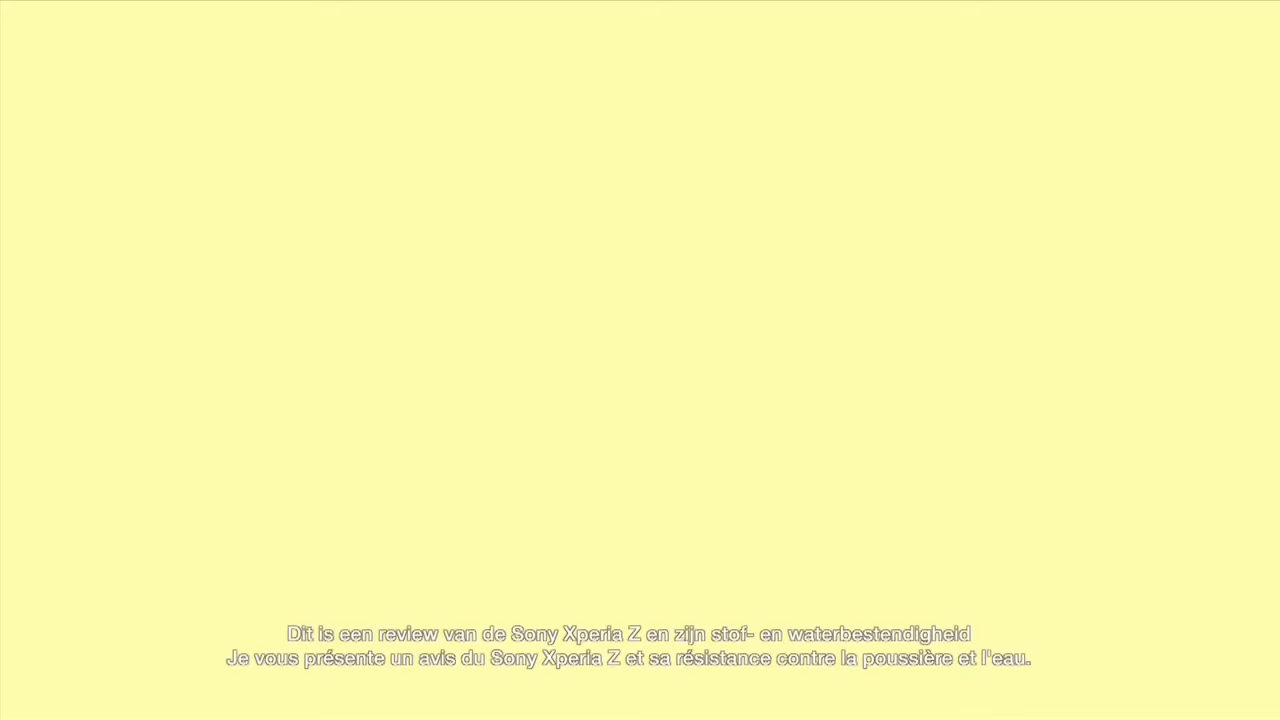 Dit is een review van de Sony Xperia Z en zijn stof- en waterbestendigheid
Je vous présente un avis du Sony Xperia Z et sa résistance contre la poussière et l'eau.